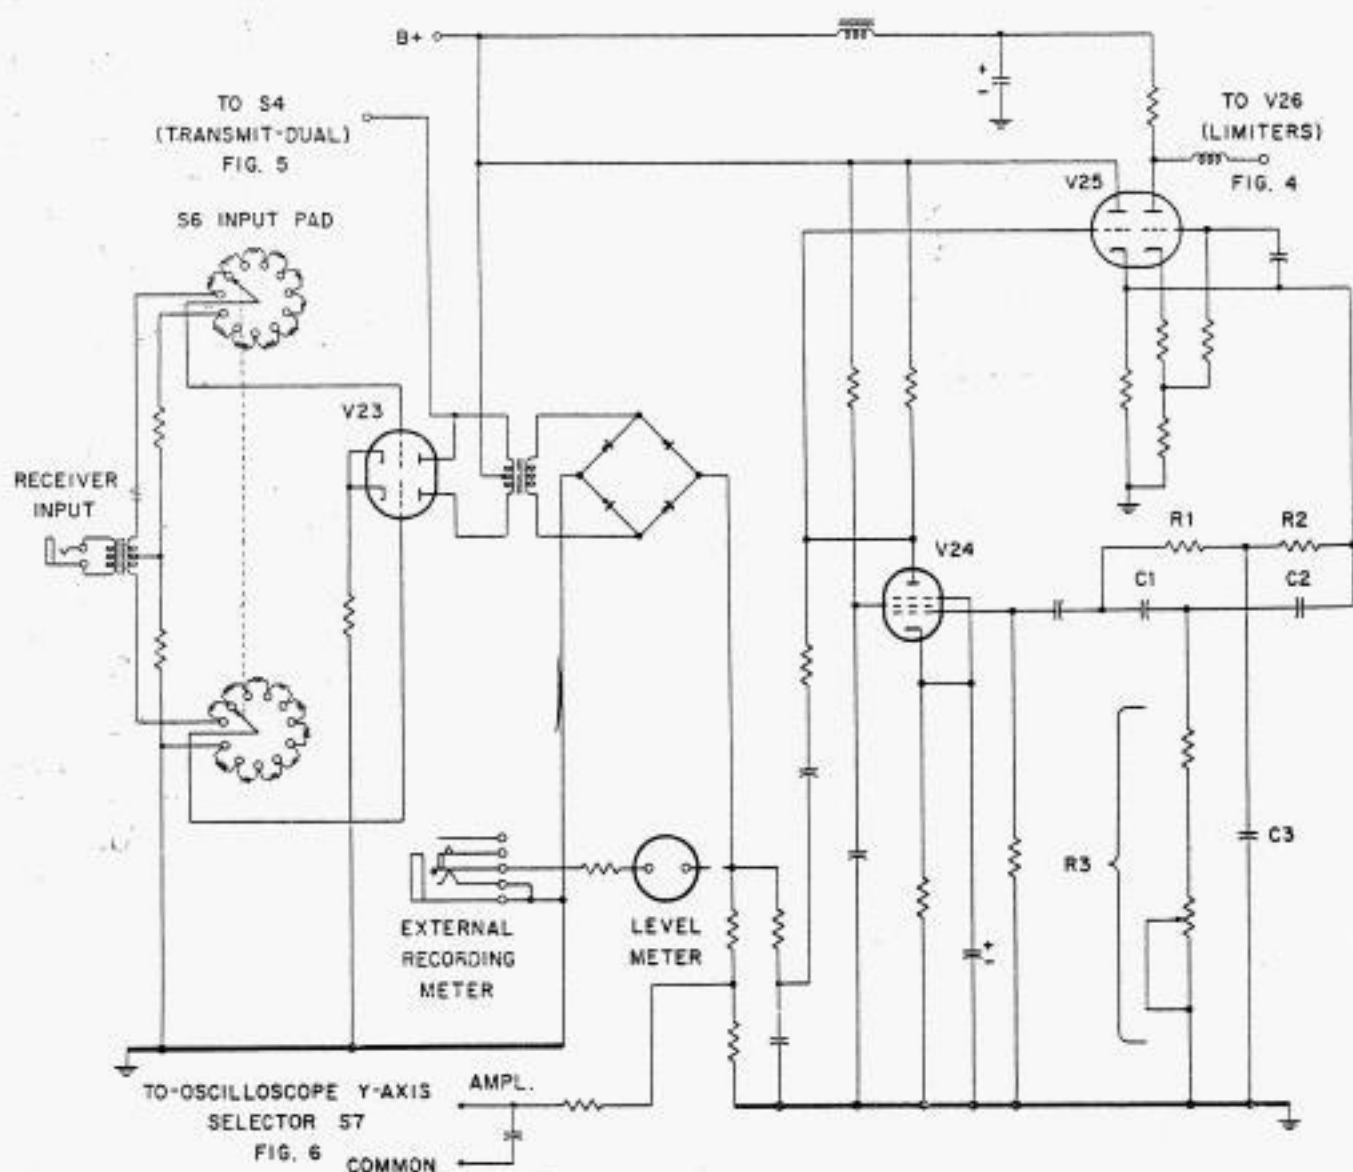 B+
TO S4
(TRANSMIT-DUAL)
FIG. 5
TO V26
(LIMITERS)
FIG. 4
V25
S6 INPUT PAD
V23
RECEIVER
INPUT
V24
R1
R2
C1
C2
R3
C3
+
-
+
-
EXTERNAL
RECORDING
METER
LEVEL
METER
TO-OSCILLOSCOPE Y-AXIS
SELECTOR S7
FIG. 6
AMPL.
COMMON